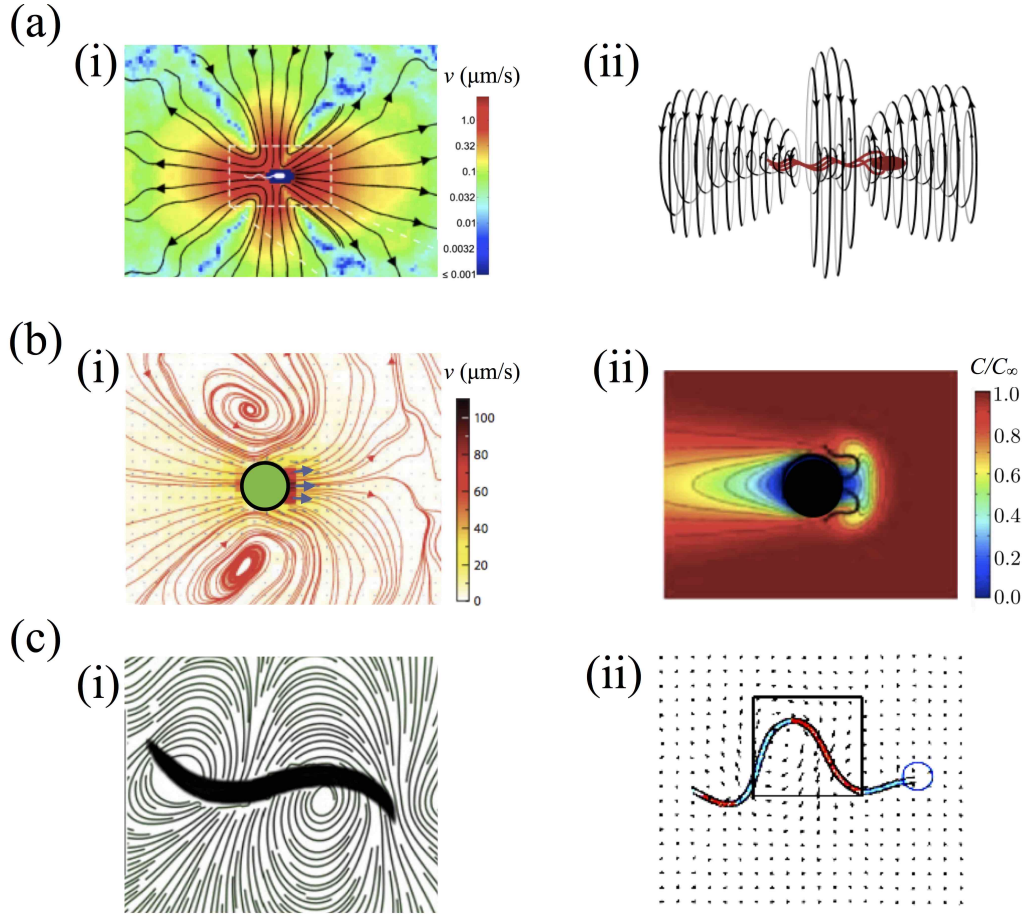 (a)
(i)
v (μm/s)
1.0
0.32
0.1
0.032
0.01
0.0032
≤ 0.001
(ii)
(b)
(i)
v (μm/s)
100
80
60
40
20
0
(ii)
C/C∞
1.0
0.8
0.6
0.4
0.2
0.0
(c)
(i)
(ii)